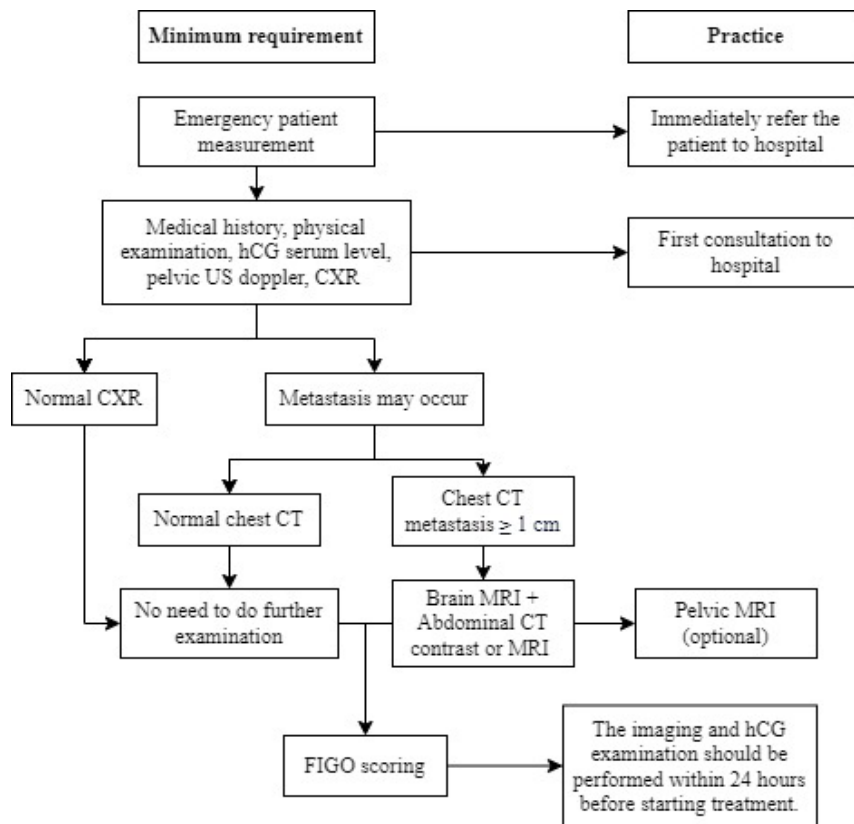 Minimum requirement
Practice
Emergency patient
measurement
Immediately refer the
patient to hospital
Medical history, physical
examination, hCG serum level,
pelvic US doppler, CXR
First consultation to
hospital
Normal CXR
Metastasis may occur
Normal chest CT
Chest CT
metastasis ≥ 1 cm
No need to do further
examination
Brain MRI +
Abdominal CT
contrast or MRI
Pelvic MRI
(optional)
FIGO scoring
The imaging and hCG
examination should be
performed within 24 hours
before starting treatment.